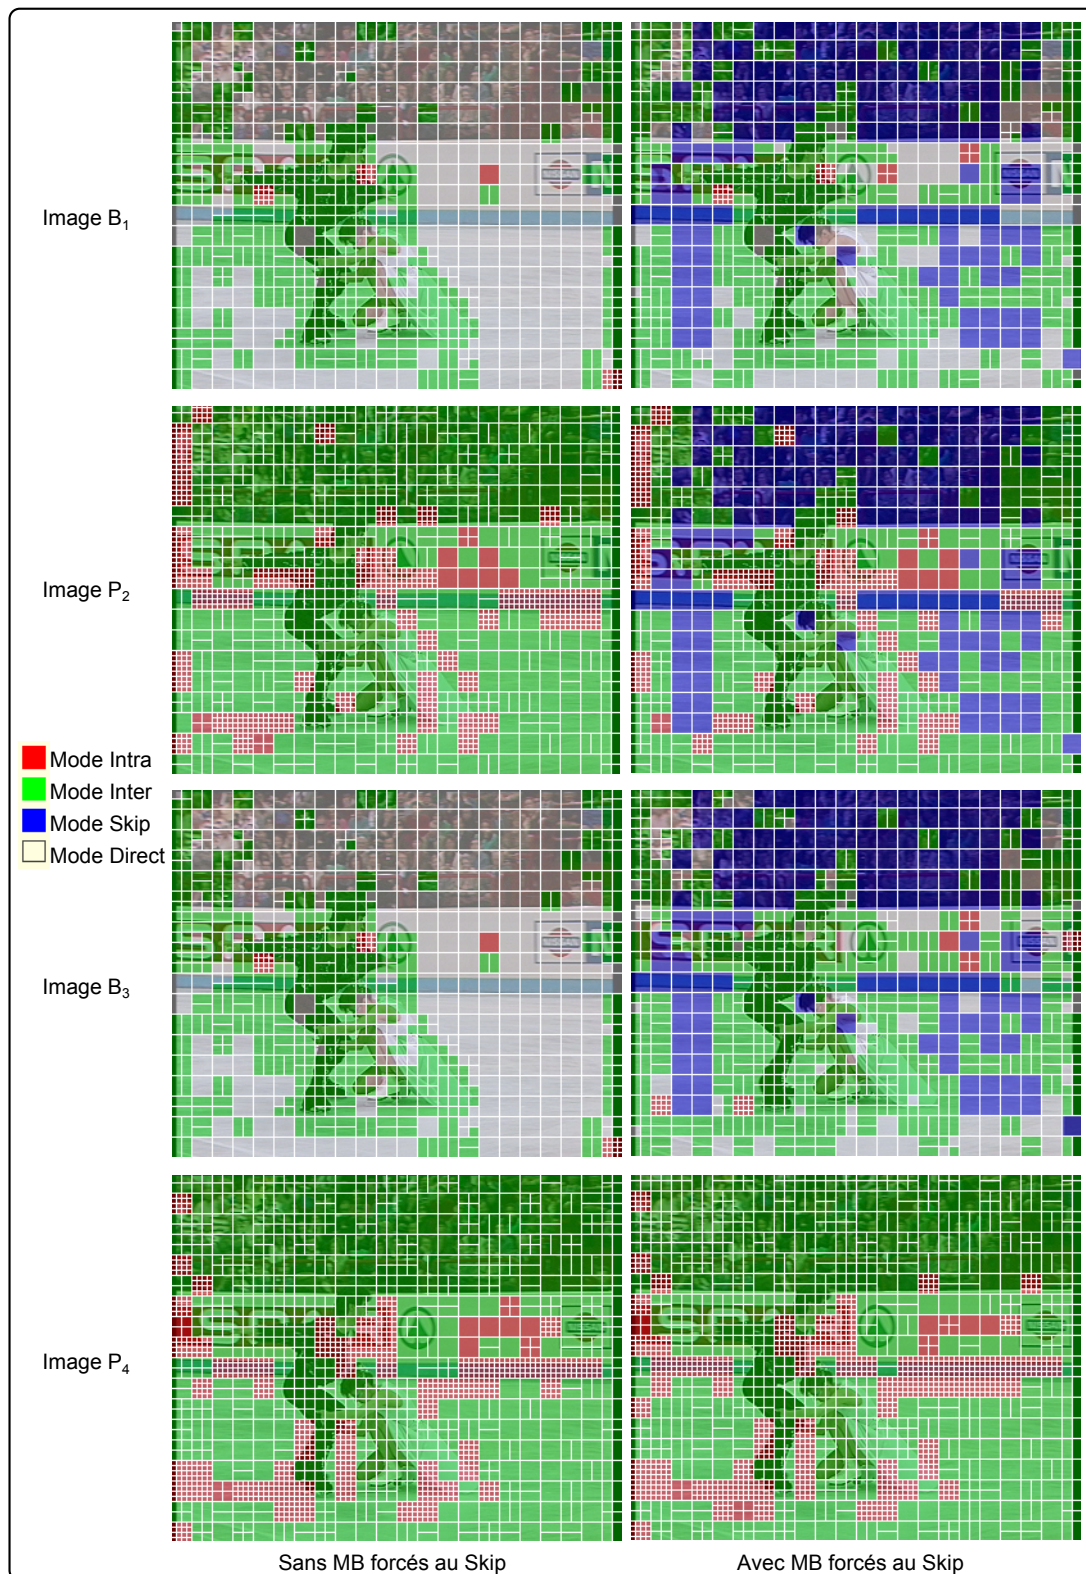 Image B1
Image P2
Mode Intra
Mode Inter
Mode Skip
Mode Direct
Image B3
Image P4
Sans MB forcés au Skip
Avec MB forcés au Skip